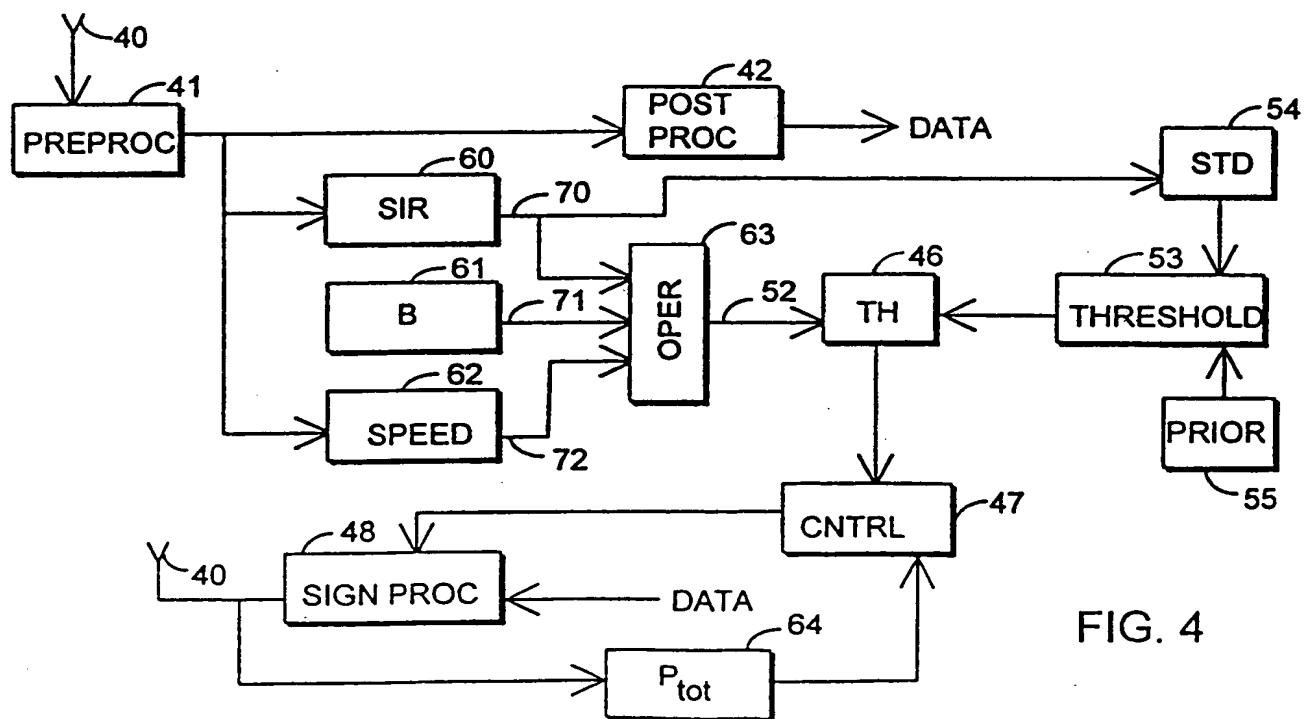 40
41
PREPROC
42
POST
PROC
DATA
54
STD
60
SIR
70
63
OPER
61
B
71
52
46
TH
53
THRESHOLD
62
SPEED
72
PRIOR
55
47
CNTRL
48
40
SIGN PROC
DATA
64
Ptot
FIG. 4